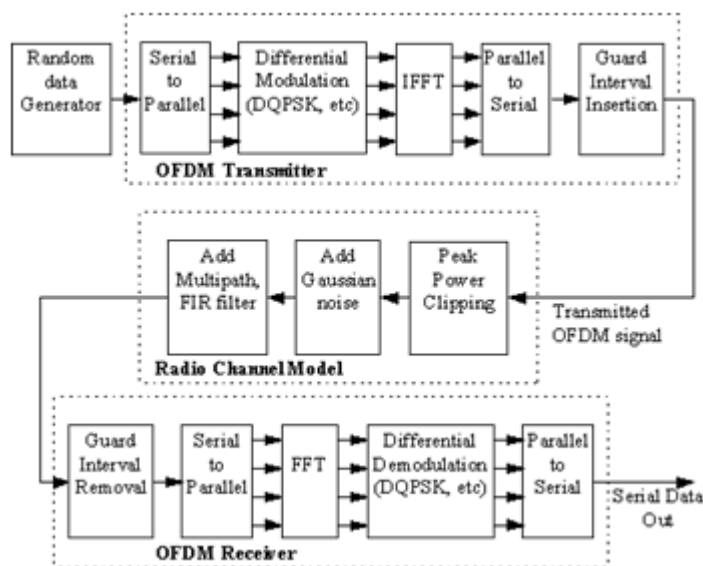 Random
data
Generator
Serial
to
Parallel
Differential
Modulation
(DQPSK, etc)
IFFT
Parallel
to
Serial
Guard
Interval
Insertion
OFDM Transmitter
Add
Multipath,
FIR filter
Add
Gaussian
noise
Peak
Power
Clipping
Transmitted
OFDM signal
Radio Channel Model
Guard
Interval
Removal
Serial
to
Parallel
FFT
Differential
Demodulation
(DQPSK, etc)
Parallel
to
Serial
Serial Data
Out
OFDM Receiver